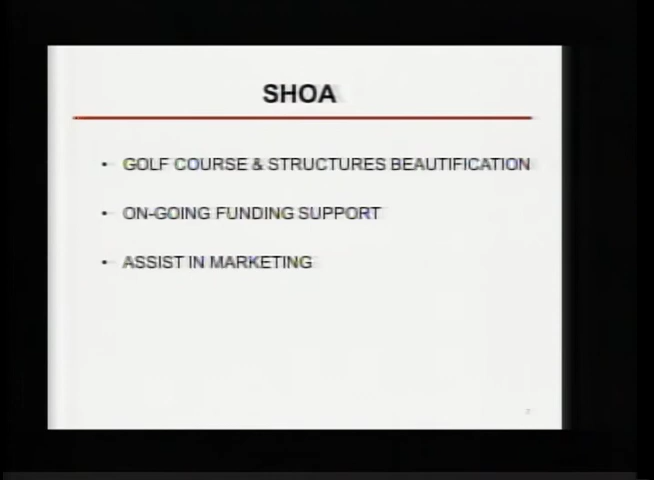 SHOA
• GOLF COURSE & STRUCTURES BEAUTIFICATION
• ON-GOING FUNDING SUPPORT
• ASSIST IN MARKETING